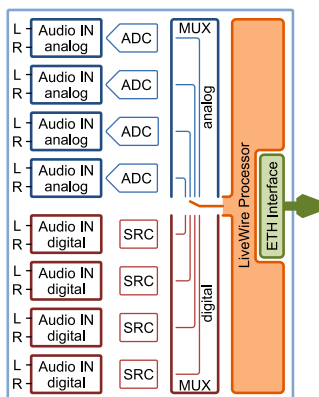 L
R
Audio IN
analog
ADC
MUX
L
R
Audio IN
analog
ADC
analog
L
R
Audio IN
analog
ADC
L
R
Audio IN
analog
ADC
LiveWire Processor
ETH Interface
L
R
Audio IN
digital
SRC
L
R
Audio IN
digital
SRC
digital
L
R
Audio IN
digital
SRC
L
R
Audio IN
digital
SRC
MUX